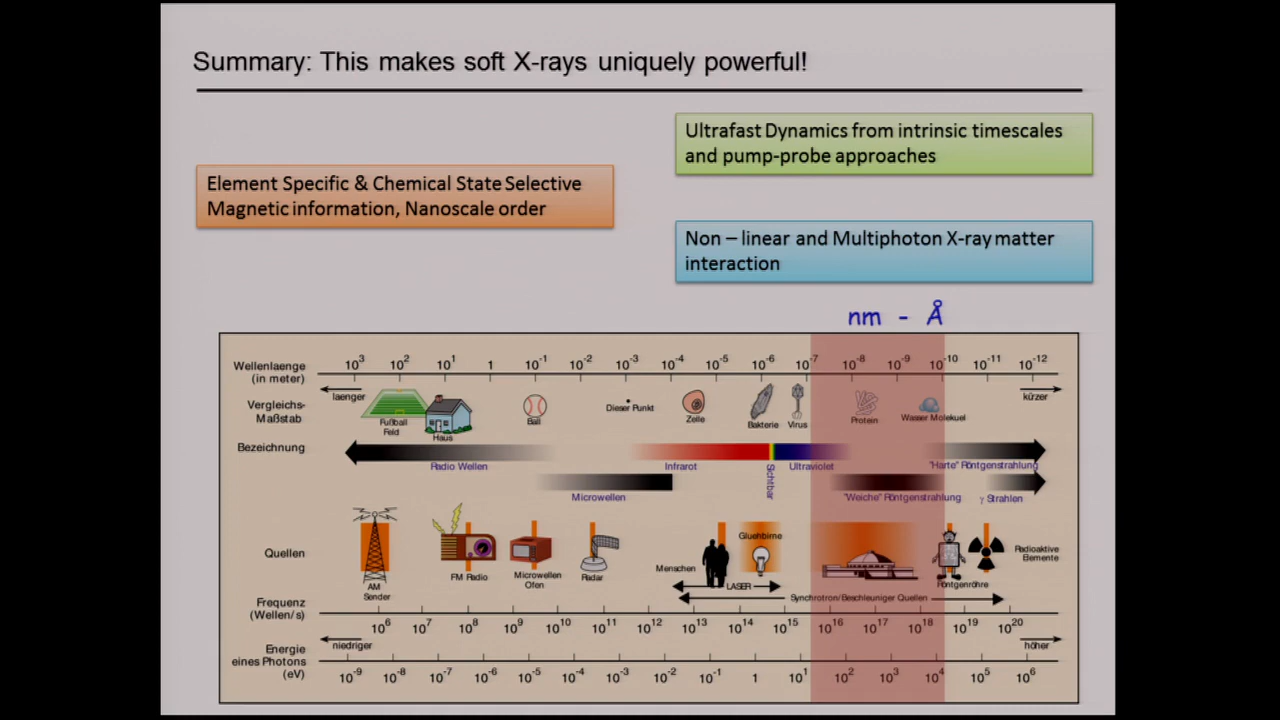 Summary: This makes soft X-rays uniquely powerful!
Ultrafast Dynamics from intrinsic timescales
and pump-probe approaches
Element Specific & Chemical State Selective
Magnetic information, Nanoscale order
Non – linear and Multiphoton X-ray matter
interaction
nm - Å
Wellenlaenge
(in meter)
10³ 10² 10¹ 1 10⁻¹ 10⁻² 10⁻³ 10⁻⁴ 10⁻⁵ 10⁻⁶ 10⁻⁷ 10⁻⁸ 10⁻⁹ 10⁻¹⁰ 10⁻¹¹ 10⁻¹²
laenger
kürzer
Vergleichs-
Maßstab
Fußball
Feld
Haus
Ball
Dieser Punkt
Zelle
Bakterie
Virus
Protein
Wasser Molekuel
Bezeichnung
Radio Wellen
Infrarot
Sichtbar
Ultraviolet
"Harte" Röntgenstrahlung
Microwellen
"Weiche" Röntgenstrahlung
γ Strahlen
Quellen
AM
Sender
FM Radio
Microwellen
Ofen
Radar
Menschen
Gluehbirne
LASER
Röntgenröhre
Radioaktive
Elemente
Synchrotron/Beschleuniger Quellen
Frequenz
(Wellen/s)
10⁶ 10⁷ 10⁸ 10⁹ 10¹⁰ 10¹¹ 10¹² 10¹³ 10¹⁴ 10¹⁵ 10¹⁶ 10¹⁷ 10¹⁸ 10¹⁹ 10²⁰
niedriger
höher
Energie
eines Photons
(eV)
10⁻⁹ 10⁻⁸ 10⁻⁷ 10⁻⁶ 10⁻⁵ 10⁻⁴ 10⁻³ 10⁻² 10⁻¹ 1 10¹ 10² 10³ 10⁴ 10⁵ 10⁶